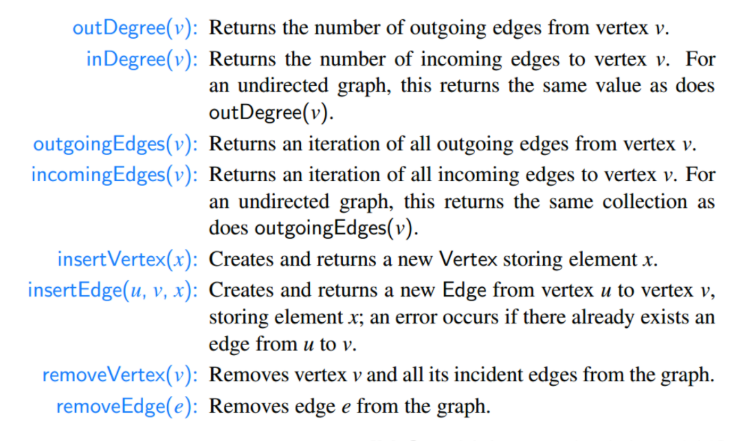 outDegree(v): Returns the number of outgoing edges from vertex v.
inDegree(v): Returns the number of incoming edges to vertex v. For
an undirected graph, this returns the same value as does
outDegree(v).
outgoingEdges(v): Returns an iteration of all outgoing edges from vertex v.
incomingEdges(v): Returns an iteration of all incoming edges to vertex v. For
an undirected graph, this returns the same collection as
does outgoingEdges(v).
insertVertex(x): Creates and returns a new Vertex storing element x.
insertEdge(u, v, x): Creates and returns a new Edge from vertex u to vertex v,
storing element x; an error occurs if there already exists an
edge from u to v.
removeVertex(v): Removes vertex v and all its incident edges from the graph.
removeEdge(e): Removes edge e from the graph.